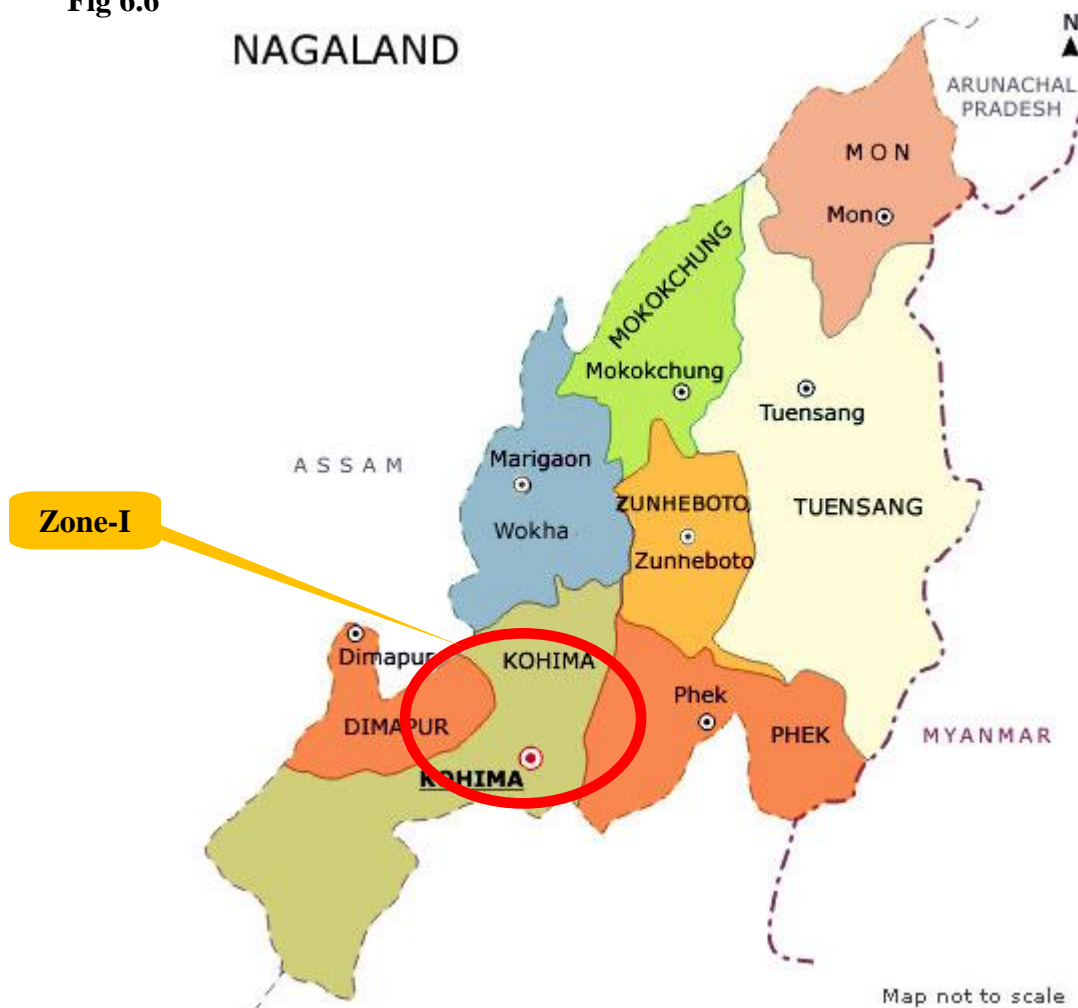 Fig 6.6
NAGALAND
N
ARUNACHAL
PRADESH
MON
Mon
MOKOKCHUNG
Mokokchung
Tuensang
ASSAM
Marigaon
Zone-I
ZUNHEBOTO
TUENSANG
Wokha
Zunheboto
Dimapur
KOHIMA
Phek
DIMAPUR
PHEK
MYANMAR
KOHIMA
Map not to scale